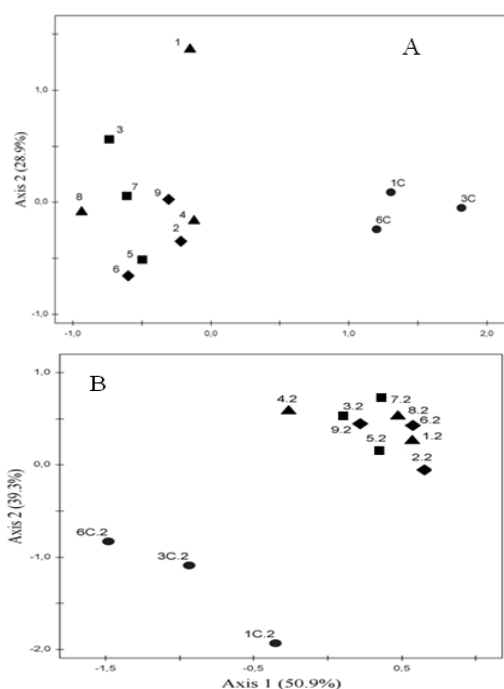 A
1
1,0
3
Axis 2 (28.9%)
7
9
1C
3C
8
4
0,0
2
6C
5
6
-1,0
-1,0
0,0
1,0
2,0
B
1,0
4.2
3.2
7.2
8.2
6.2
9.2
5.2
1.2
2.2
0,0
Axis 2 (39.3%)
6C.2
3C.2
-1,0
1C.2
-2,0
-1,5
-0,5
0,5
Axis 1 (50.9%)